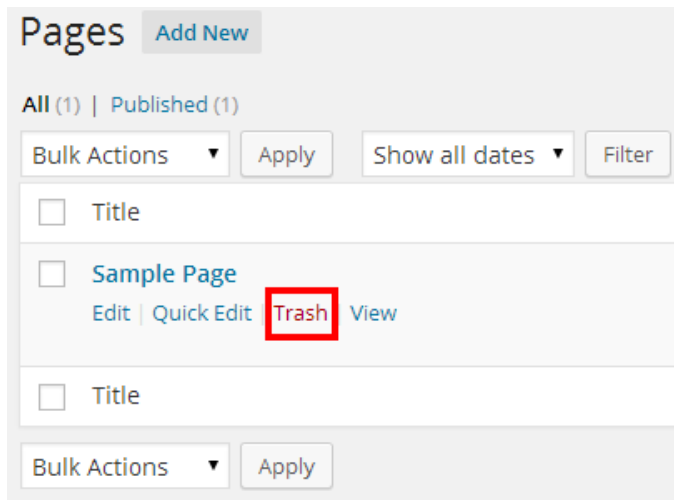 Pages Add New
All (1) | Published (1)
Bulk Actions Apply Show all dates Filter
Title
Sample Page
Edit | Quick Edit | Trash | View
Title
Bulk Actions Apply